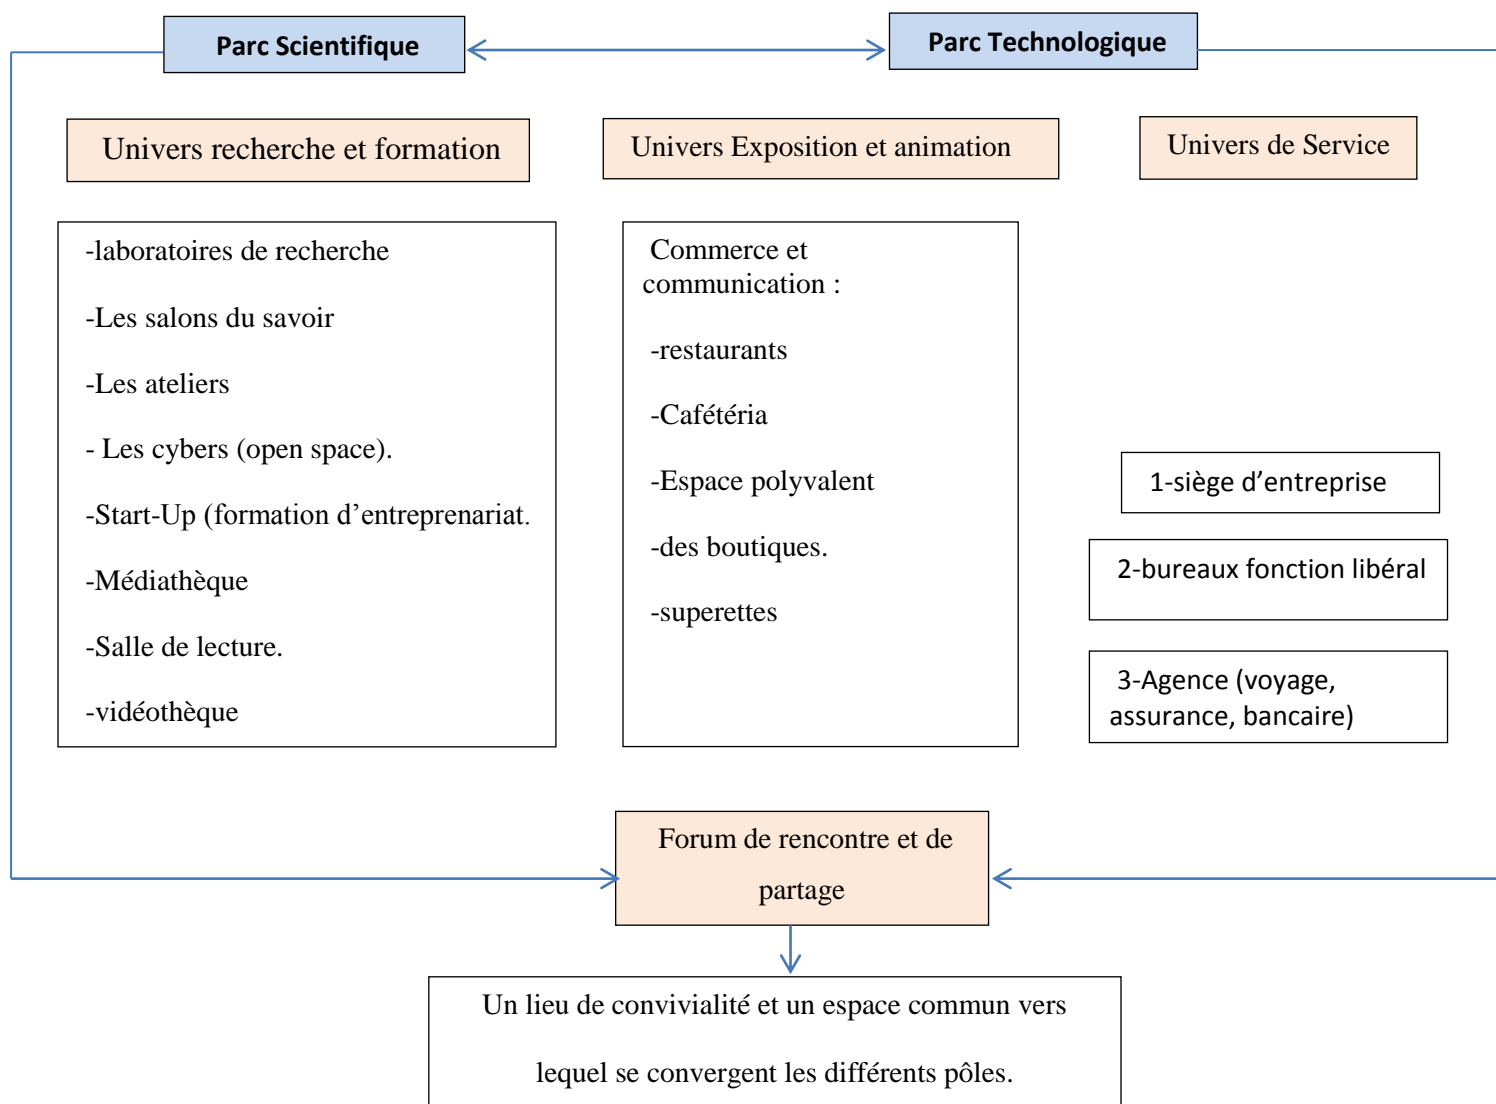 Parc Scientifique
Parc Technologique
Univers recherche et formation
Univers Exposition et animation
Univers de Service
-laboratoires de recherche
-Les salons du savoir
-Les ateliers
- Les cybers (open space).
-Start-Up (formation d’entreprenariat.
-Médiathèque
-Salle de lecture.
-vidéothèque
Commerce et
communication :
-restaurants
-Cafétéria
-Espace polyvalent
-des boutiques.
-superettes
1-siège d’entreprise
2-bureaux fonction libéral
3-Agence (voyage,
assurance, bancaire)
Forum de rencontre et de
partage
Un lieu de convivialité et un espace commun vers
lequel se convergent les différents pôles.